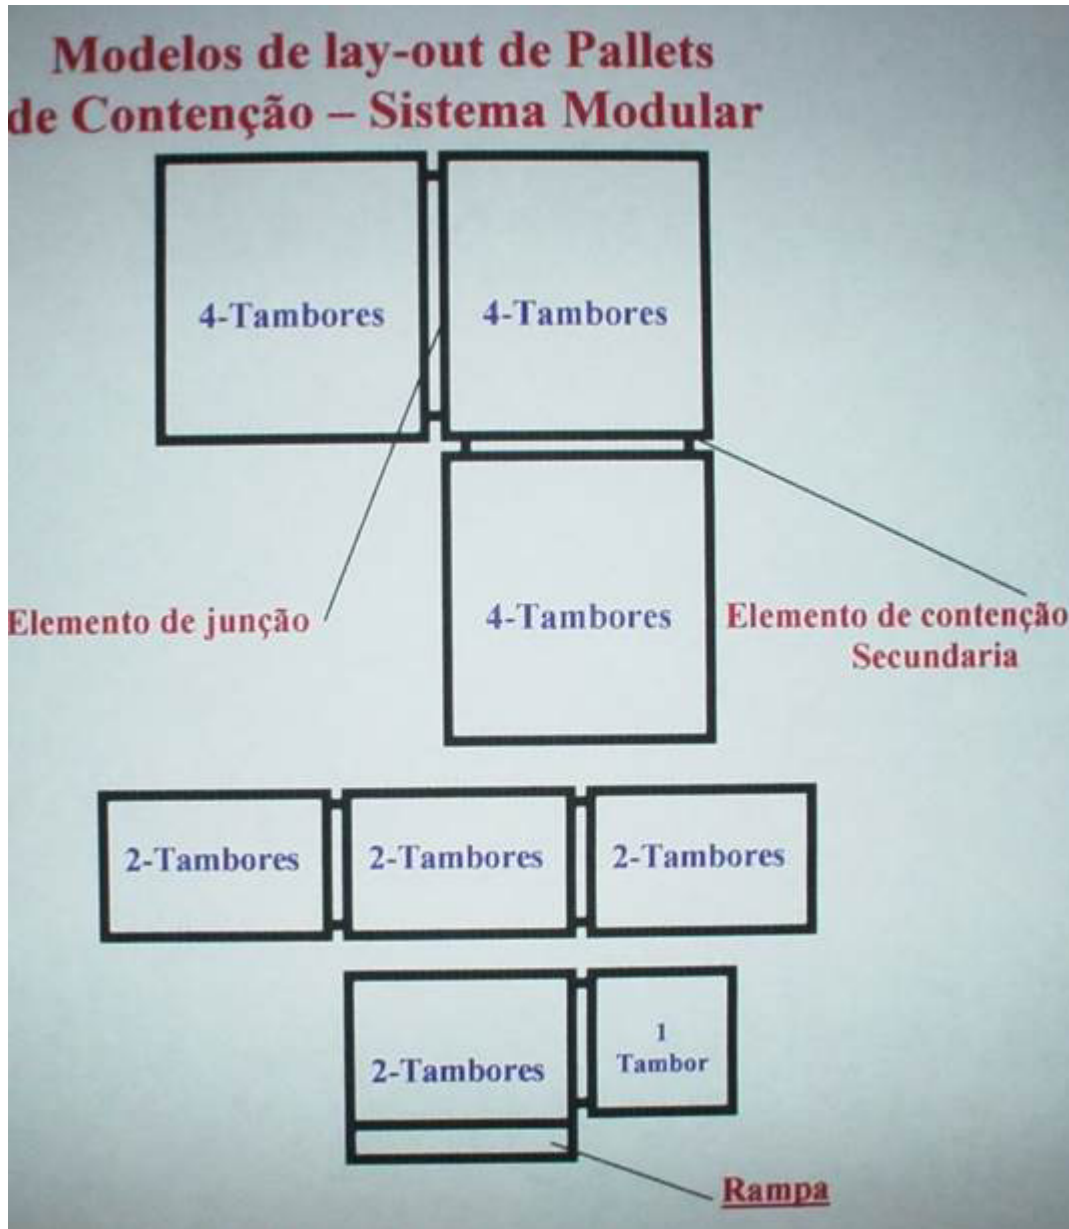 Modelos de lay-out de Pallets
de Contenção – Sistema Modular
4-Tambores
4-Tambores
Elemento de junção
4-Tambores
Elemento de contenção
Secundaria
2-Tambores
2-Tambores
2-Tambores
2-Tambores
1
Tambor
Rampa